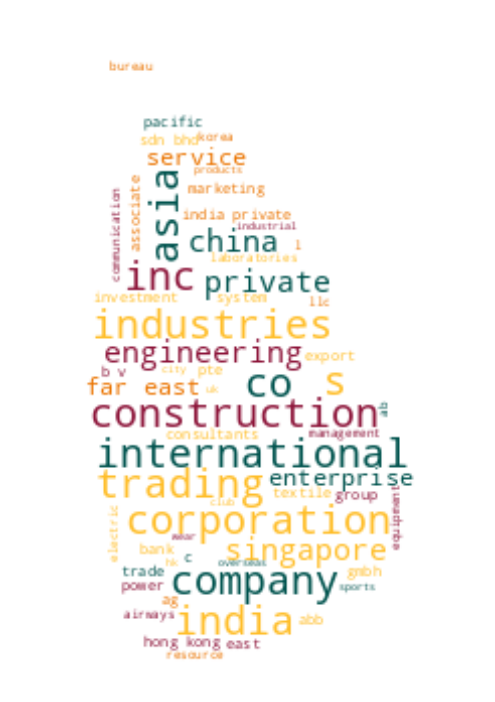 bureau
pacific
sdn bhd
korea
service
products
asia
marketing
associate
communication
india private
industrial
china
l
laboratories
inc
private
investment
system
llc
industries
engineering
export
b v
city
pte
far east
uk
co
s
construction
ab
consultants
management
international
trading
enterprise
textile
group
club
equipment
electric
corporation
wear
bank
singapore
hk
c
overseas
trade
gmbh
power
company
sports
ag
airways
india
abb
hong kong
east
resource